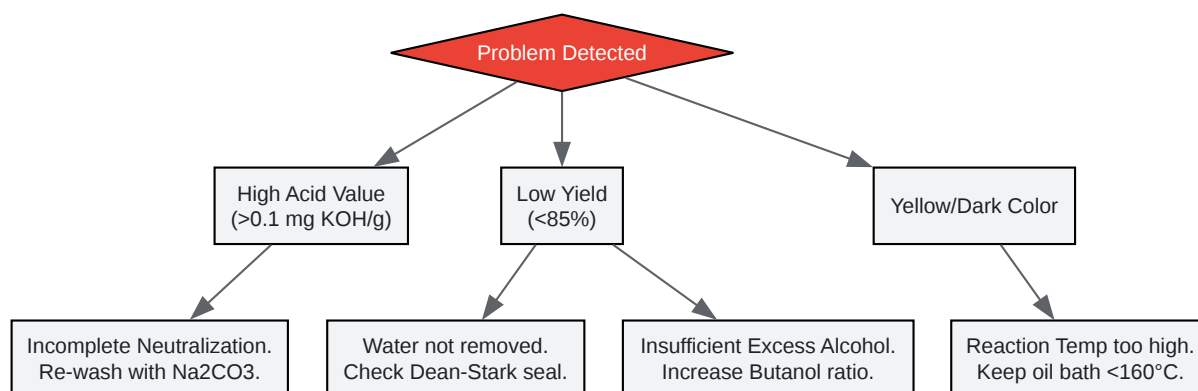 Problem Detected
High Acid Value
(>0.1 mg KOH/g)
Low Yield
(<85%)
Yellow/Dark Color
Incomplete Neutralization.
Re-wash with Na2CO3.
Water not removed.
Check Dean-Stark seal.
Insufficient Excess Alcohol.
Increase Butanol ratio.
Reaction Temp too high.
Keep oil bath <160°C.